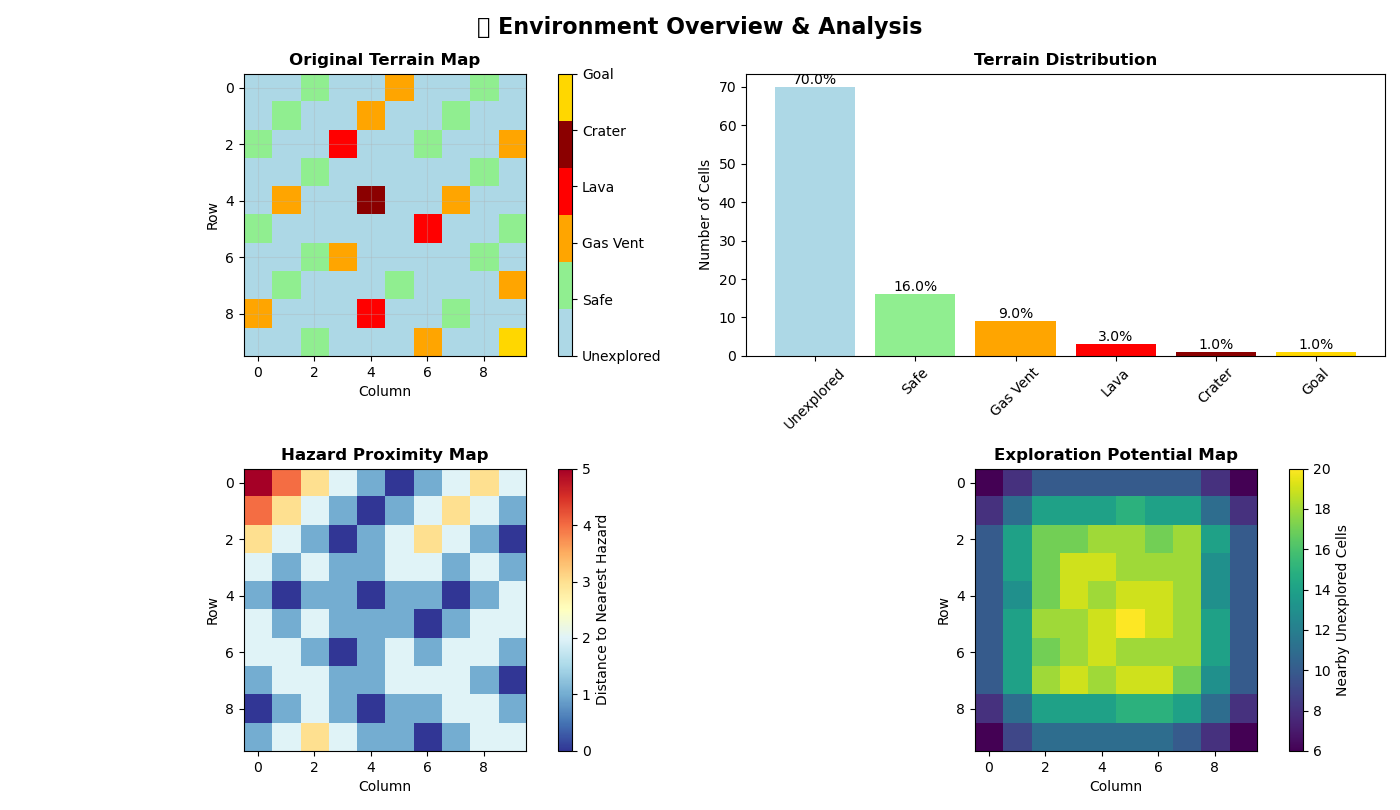 Environment Overview & Analysis
Original Terrain Map
0
2
4
6
8
Row
0 2 4 6 8
Column
Goal
Crater
Lava
Gas Vent
Safe
Unexplored
Terrain Distribution
70
60
50
40
30
20
10
0
Number of Cells
70.0%
16.0%
9.0%
3.0%
1.0%
1.0%
Unexplored
Safe
Gas Vent
Lava
Crater
Goal
Hazard Proximity Map
0
2
4
6
8
Row
0 2 4 6 8
Column
5
4
3
2
1
0
Distance to Nearest Hazard
Exploration Potential Map
0
2
4
6
8
Row
0 2 4 6 8
Column
20
18
16
14
12
10
8
6
Nearby Unexplored Cells